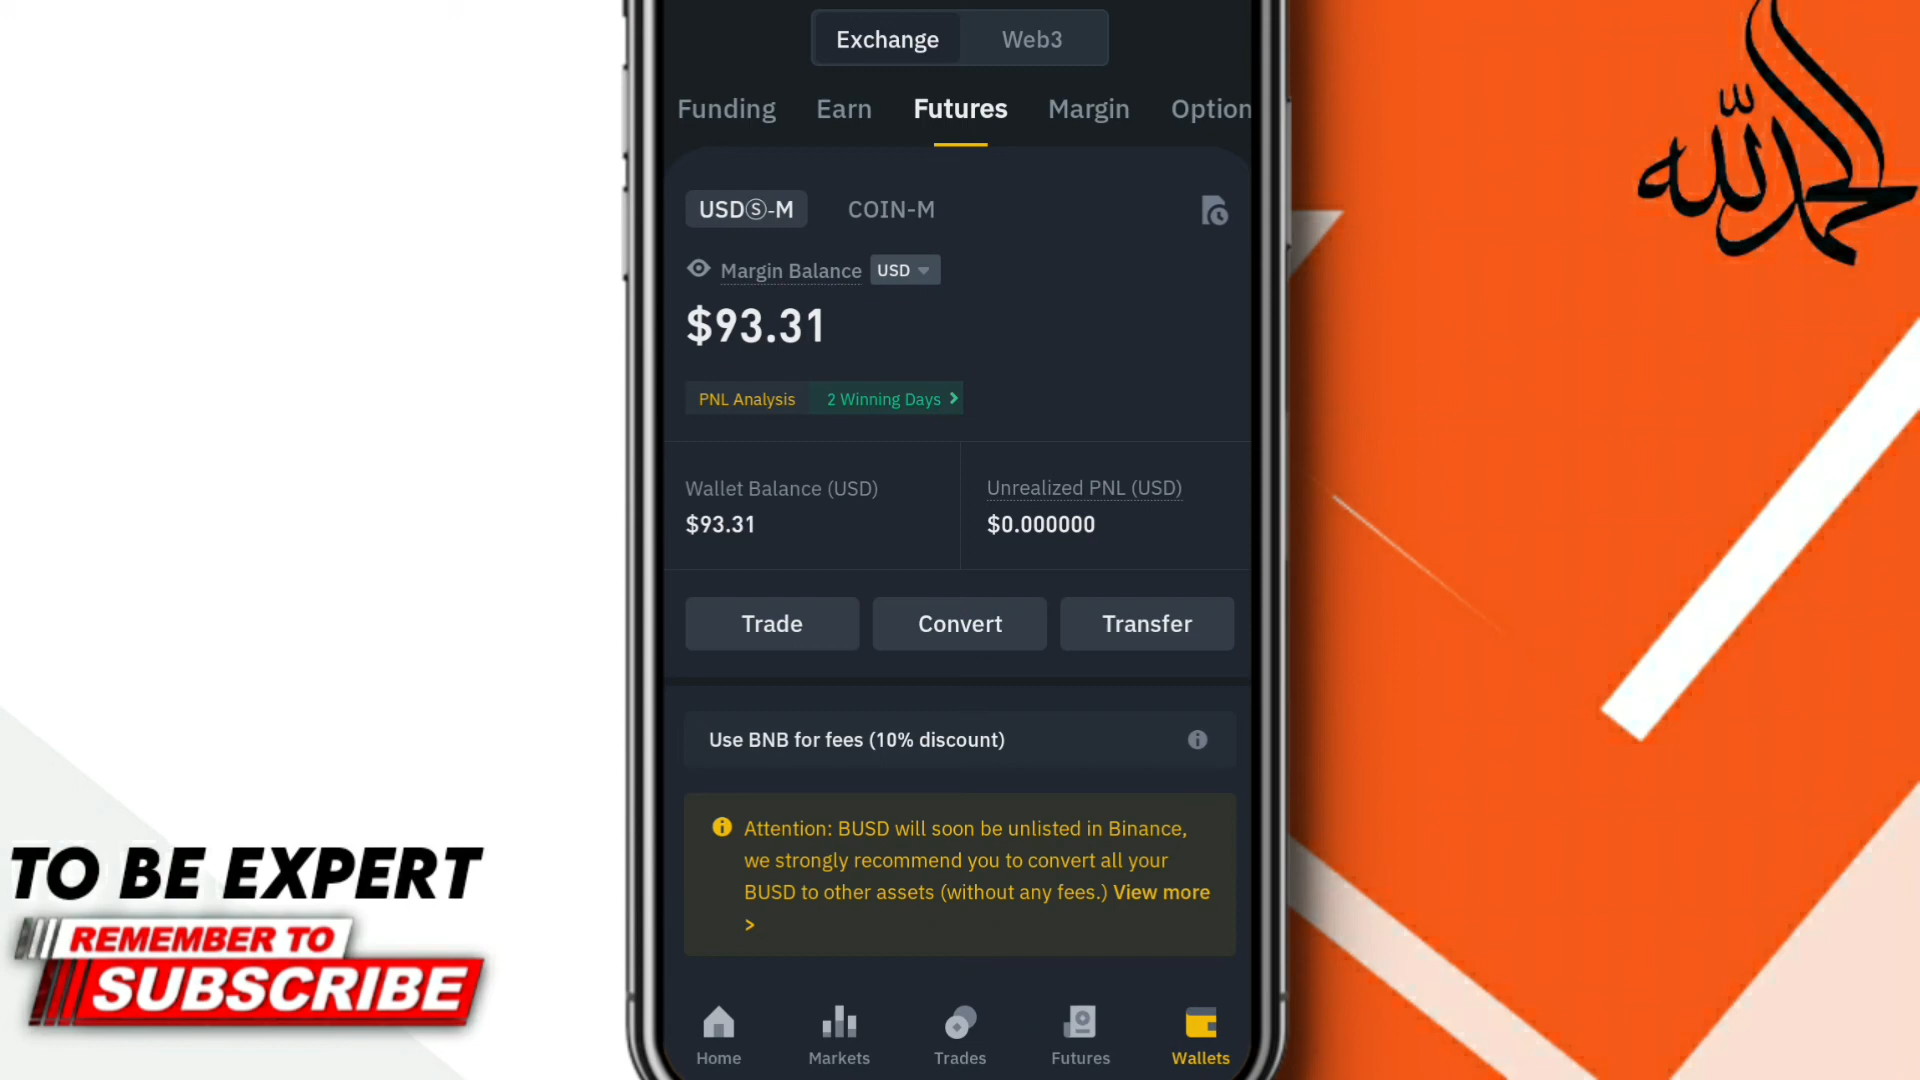 Exchange Web3
Funding Earn Futures Margin Option
USDⓈ-M COIN-M
Margin Balance USD
$93.31
PNL Analysis 2 Winning Days >
Wallet Balance (USD) Unrealized PNL (USD)
$93.31 $0.000000
Trade Convert Transfer
Use BNB for fees (10% discount)
Attention: BUSD will soon be unlisted in Binance,
we strongly recommend you to convert all your
BUSD to other assets (without any fees.) View more
>
Home Markets Trades Futures Wallets
الحمد لله
TO BE EXPERT
REMEMBER TO
SUBSCRIBE